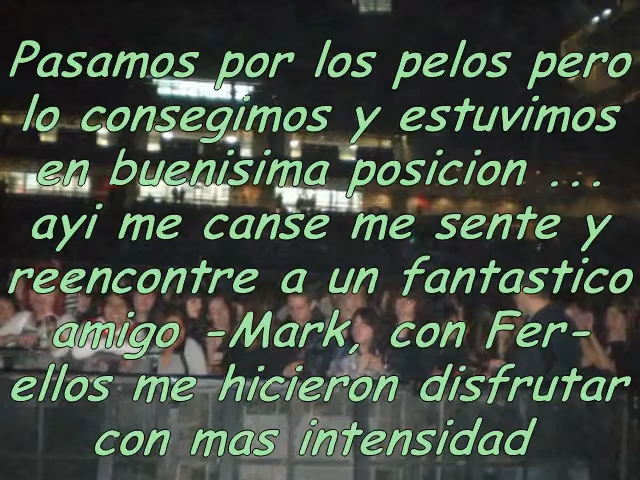 Pasamos por los pelos pero
lo consegimos y estuvimos
en buenisima posicion ...
ayi me canse me sente y
reencontre a un fantastico
amigo -Mark, con Fer-
ellos me hicieron disfrutar
con mas intensidad